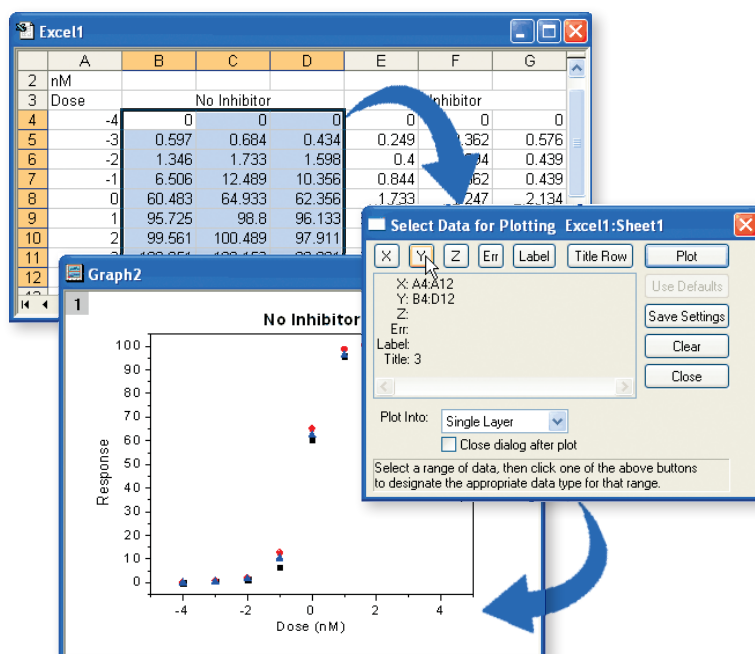 Excel1
A B C D E F G
2 nM
3 Dose No Inhibitor Inhibitor
4 -4 0 0 0 0 0 0
5 -3 0.597 0.684 0.434 0.249 .362 0.576
6 -2 1.346 1.733 1.598 0.4 0.439
7 -1 6.506 12.489 10.356 0.844 0.439
8 0 60.483 64.933 62.356 1.733 .247 2.134
9 1 95.725 98.8 96.133
10 2 99.561 100.489 97.911
11
12
Select Data for Plotting Excel1:Sheet1
X Y Z Err Label Title Row Plot
X: A4:A12
Y: B4:D12
Z:
Err:
Label:
Title: 3
Use Defaults
Save Settings
Clear
Close
Plot Into: Single Layer
Close dialog after plot
Select a range of data, then click one of the above buttons
to designate the appropriate data type for that range.
Graph2
1
No Inhibitor
100
90
80
70
60
50
40
30
20
10
0
Response
-4 -2 0 2 4
Dose (nM)